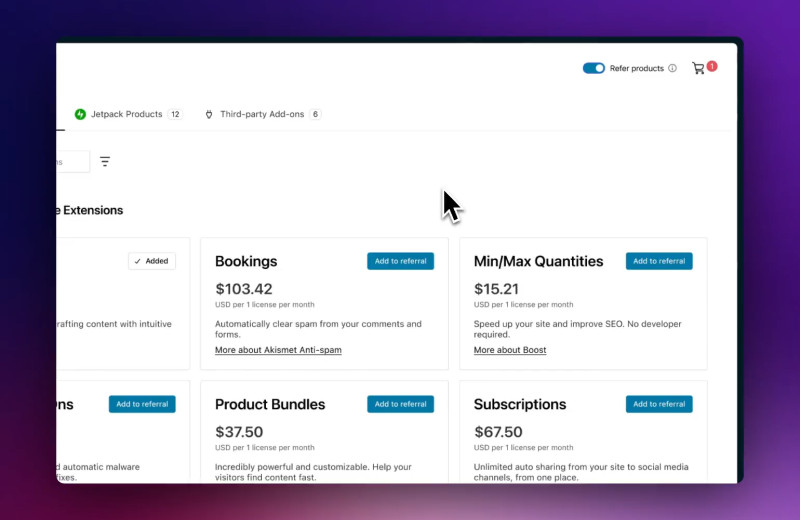 Refer products
1
Jetpack Products 12
Third-party Add-ons 6
Extensions
Added
Bookings
Add to referral
Min/Max Quantities
Add to referral
$103.42
USD per 1 license per month
$15.21
USD per 1 license per month
rafting content with intuitive
Automatically clear spam from your comments and
forms.
More about Akismet Anti-spam
Speed up your site and improve SEO. No developer
required.
More about Boost
Add to referral
Product Bundles
Add to referral
Subscriptions
Add to referral
$37.50
USD per 1 license per month
$67.50
USD per 1 license per month
d automatic malware
fixes.
Incredibly powerful and customizable. Help your
visitors find content fast.
Unlimited auto sharing from your site to social media
channels, from one place.